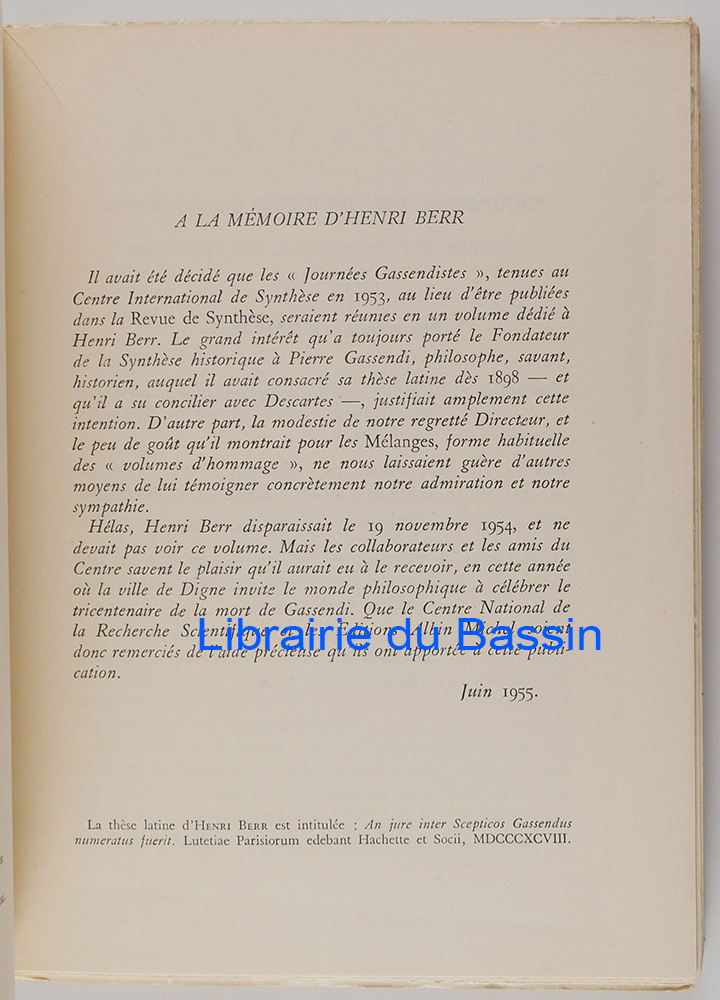 A LA MÉMOIRE D'HENRI BERR
Il avait été décidé que les « Journées Gassendistes », tenues au
Centre International de Synthèse en 1953, au lieu d'être publiées
dans la Revue de Synthèse, seraient réunies en un volume dédié à
Henri Berr. Le grand intérêt qu'a toujours porté le Fondateur
de la Synthèse historique à Pierre Gassendi, philosophe, savant,
historien, auquel il avait consacré sa thèse latine dès 1898 — et
qu'il a su concilier avec Descartes —, justifiait amplement cette
intention. D'autre part, la modestie de notre regretté Directeur, et
le peu de goût qu'il montrait pour les Mélanges, forme habituelle
des « volumes d'hommage », ne nous laissaient guère d'autres
moyens de lui témoigner concrètement notre admiration et notre
sympathie.
Hélas, Henri Berr disparaissait le 19 novembre 1954, et ne
devait pas voir ce volume. Mais les collaborateurs et les amis du
Centre savent le plaisir qu'il aurait eu à le recevoir, en cette année
où la ville de Digne invite le monde philosophique à célébrer le
tricentenaire de la mort de Gassendi. Que le Centre National de
la Recherche Scientifique et les Editions Albin Michel soient
donc remerciés de l'aide précieuse qu'ils ont apportée à cette publi-
cation.
Juin 1955.
Librairie du Bassin
La thèse latine d'HENRI BERR est intitulée : An jure inter Scepticos Gassendus
numeratus fuerit. Lutetiae Parisiorum edebant Hachette et Socii, MDCCCXCVIII.